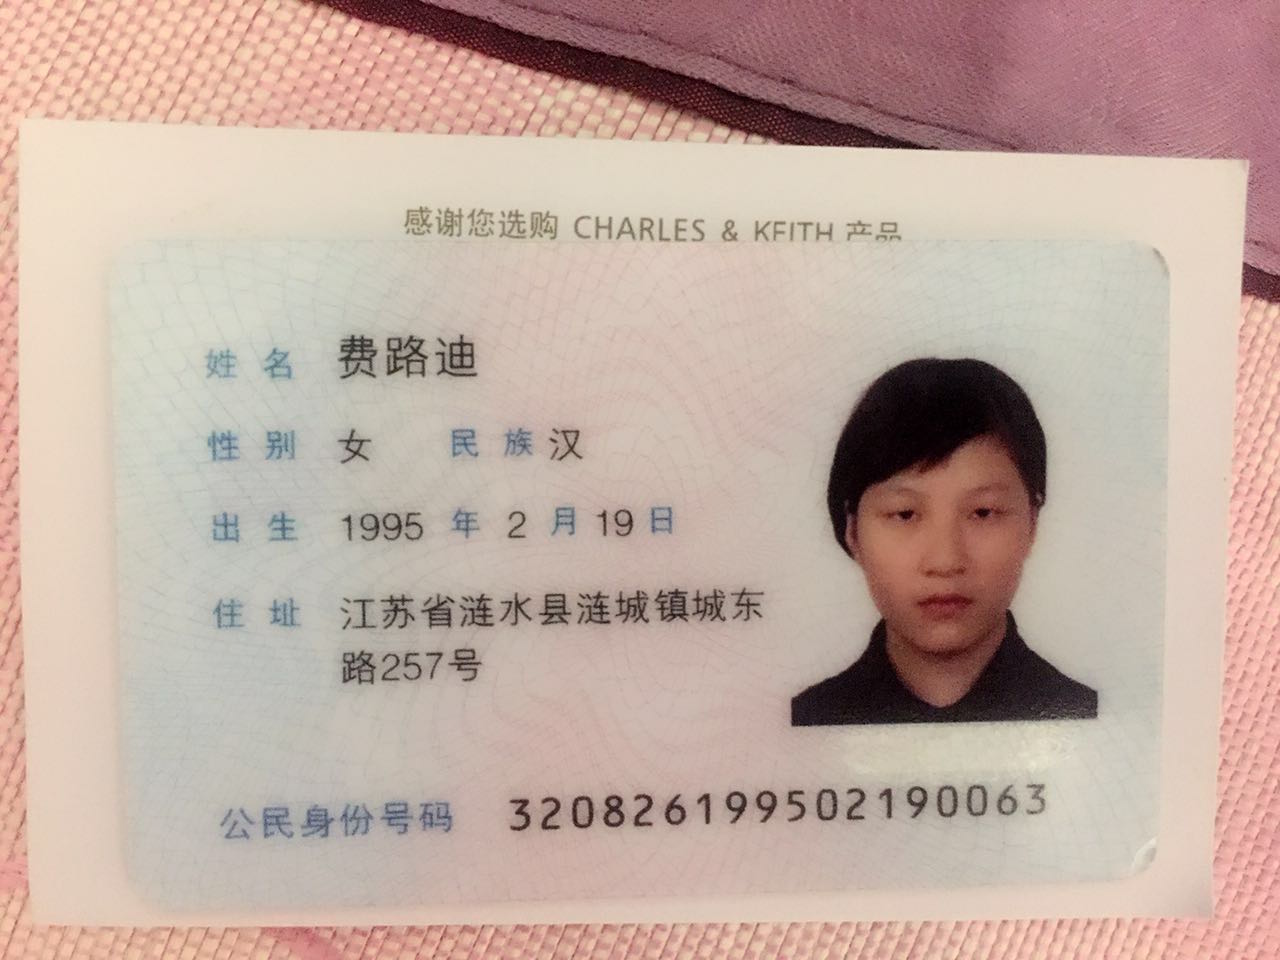 感谢您选购 CHARLES & KEITH 产品
姓名 费路迪
性别 女 民族 汉
出生 1995 年 2 月 19 日
住址 江苏省涟水县涟城镇城东
路257号
公民身份号码 320826199502190063